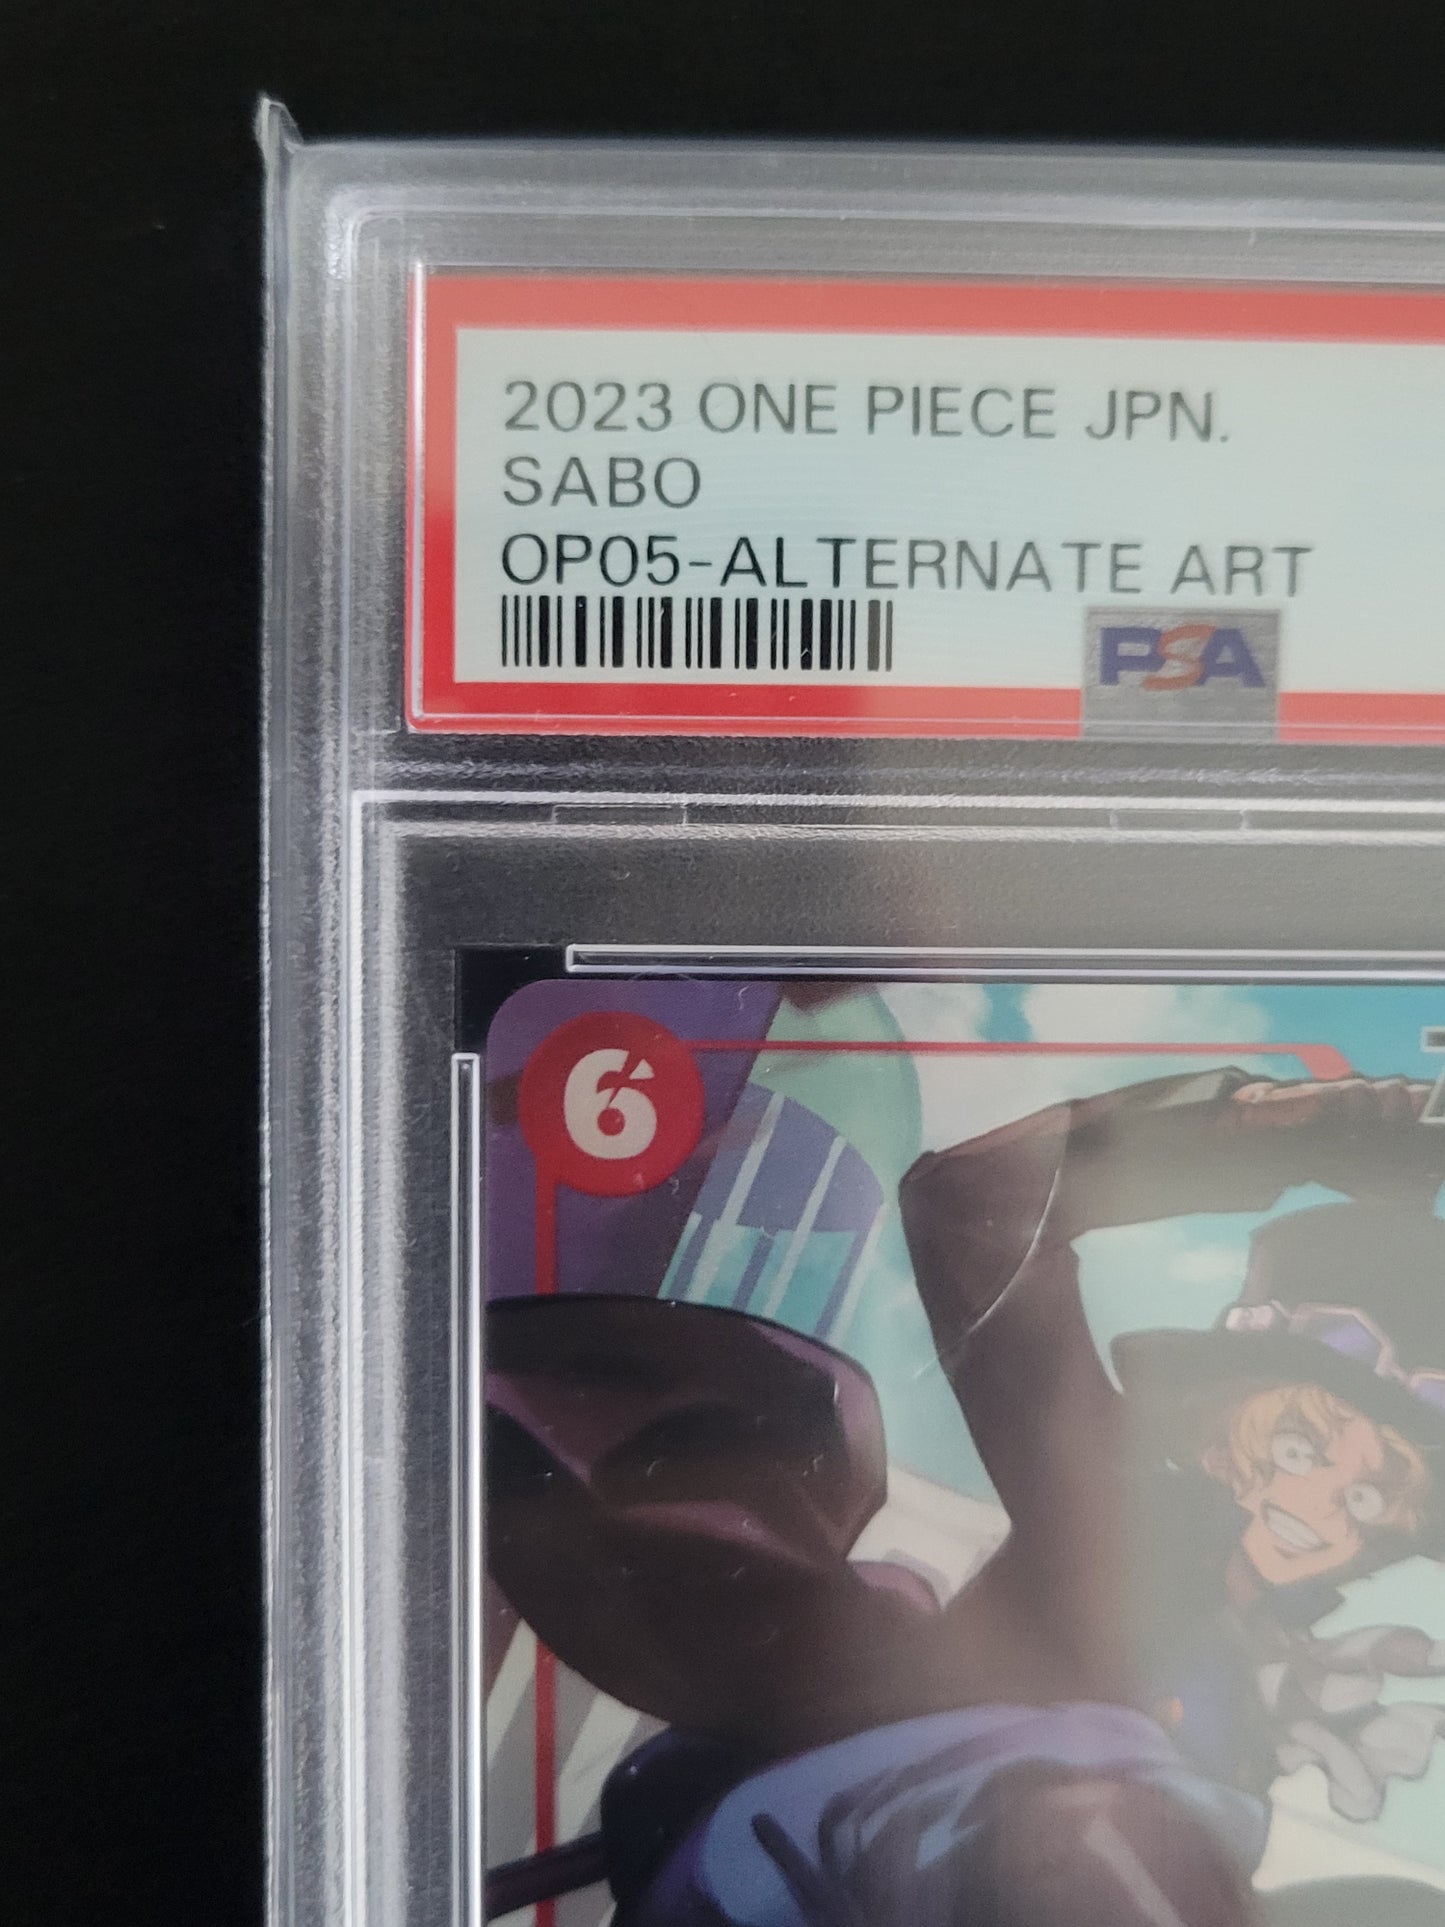 2023 ONE PIECE JPN.
SABO
OP05-ALTERNATE ART
PSA
6